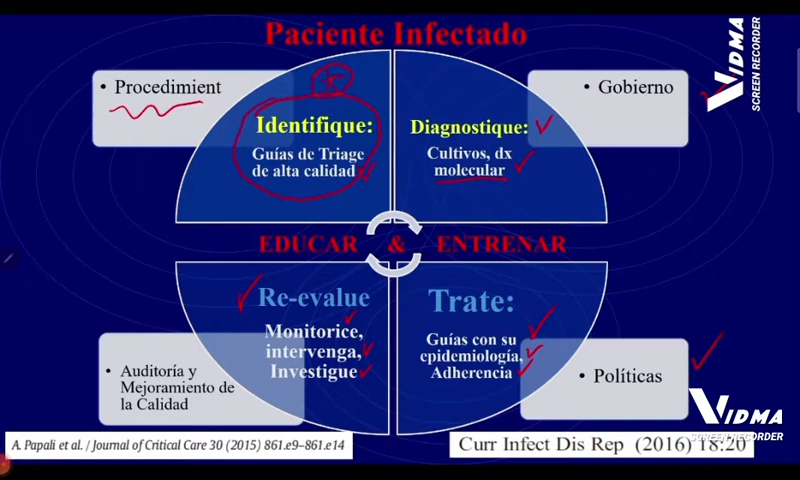 Paciente Infectado
• Procedimient
Identifique:
Guías de Triage
de alta calidad
Diagnostique:
Cultivos, dx
molecular
• Gobierno
VIDMA
SCREEN RECORDER
EDUCAR & ENTRENAR
Re-evalue
Monitorice,
intervenga,
Investigue
Trate:
Guías con su
epidemiología,
Adherencia
• Auditoría y
Mejoramiento de
la Calidad
• Políticas
VIDMA
SCREEN RECORDER
A. Papali et al. / Journal of Critical Care 30 (2015) 861.e9–861.e14
Curr Infect Dis Rep (2016) 18:20